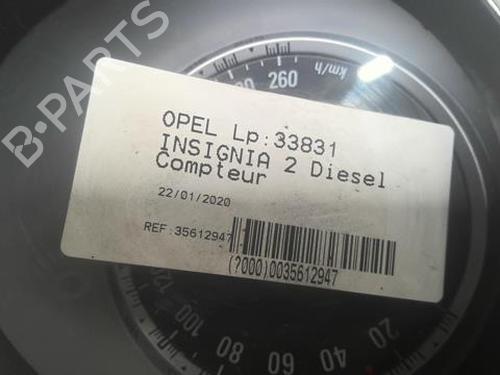 B-PARTS
260
km/h
OPEL Lp:33831
INSIGNIA 2 Diesel
Compteur
22/01/2020
REF:35612947
(?000)0035612947
120
100
80
60
40
20